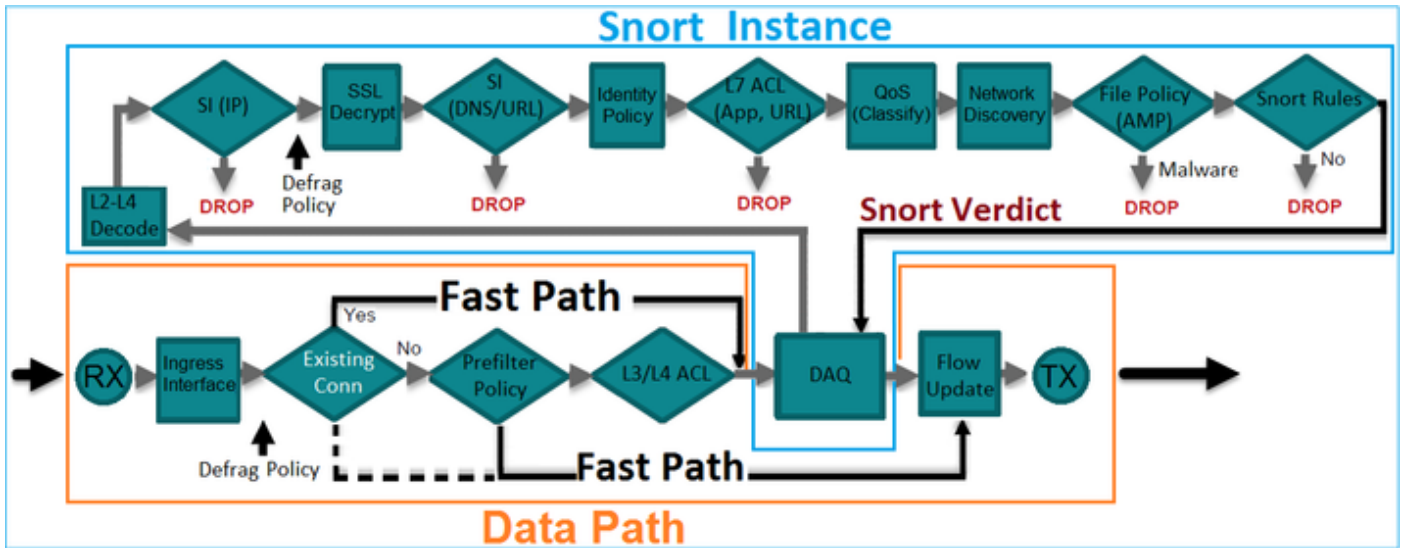 Snort Instance
SI (IP)
SSL
Decrypt
SI
(DNS/URL)
Identity
Policy
L7 ACL
(App, URL)
QoS
(Classify)
Network
Discovery
File Policy
(AMP)
Snort Rules
Defrag
Policy
Malware
No
L2-L4
Decode
DROP
DROP
DROP
DROP
DROP
Snort Verdict
Fast Path
Yes
RX
Ingress
Interface
Existing
Conn
No
Prefilter
Policy
L3/L4 ACL
DAQ
Flow
Update
TX
Defrag Policy
Fast Path
Data Path